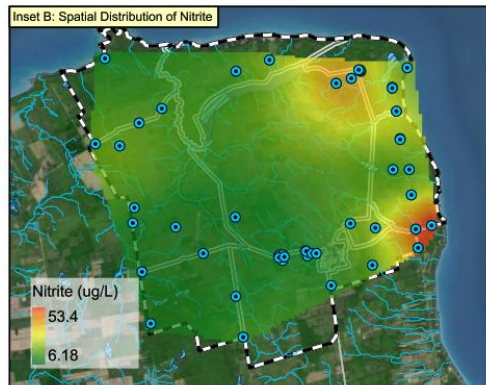 Inset B: Spatial Distribution of Nitrite
Nitrite (ug/L)
53.4
6.18